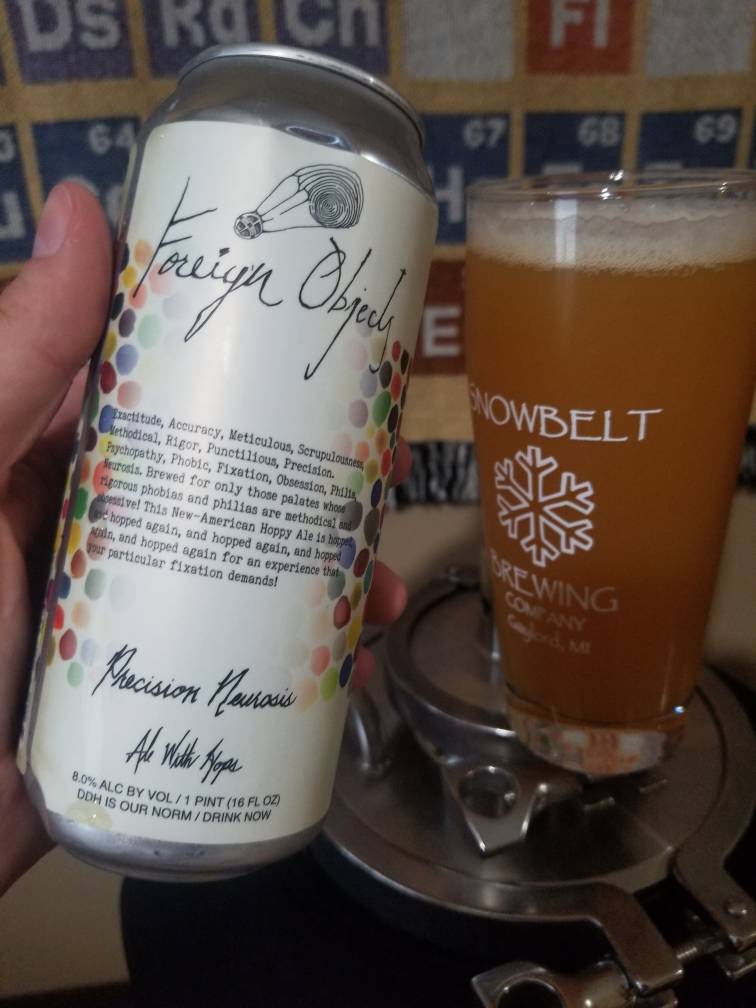 Ds Rd Cn
Fl
64
67
68
69
Foreign Objects
Exactitude, Accuracy, Meticulous, Scrupulousness,
Methodical, Rigor, Punctilious, Precision.
Psychopathy, Phobic, Fixation, Obsession, Philia,
Neurosis. Brewed for only those palates whose
rigorous phobias and philias are methodical and
obsessive! This New-American Hoppy Ale is hopped,
and hopped again, and hopped again, and hopped
again, and hopped again for an experience that
your particular fixation demands!
Precision Neurosis
Ale With Hops
8.0% ALC BY VOL / 1 PINT (16 FL OZ)
DDH IS OUR NORM / DRINK NOW
SNOWBELT
BREWING
COMPANY
Gaylord, MI